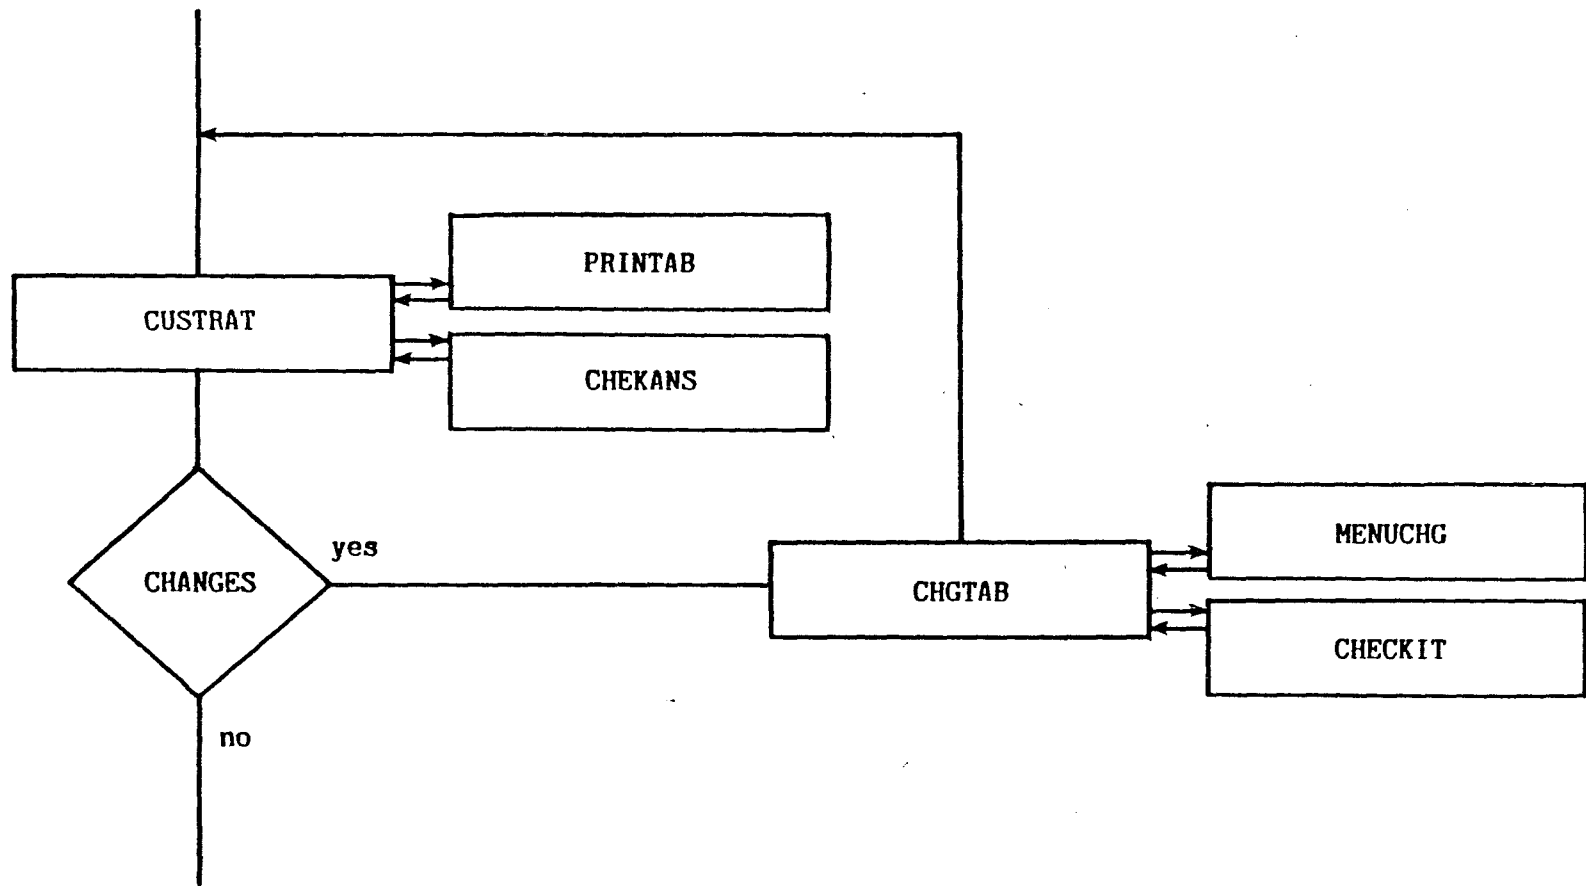 PRINTAB
CUSTRAT
CHEKANS
MENUCHG
yes
CHANGES
CHGTAB
CHECKIT
no